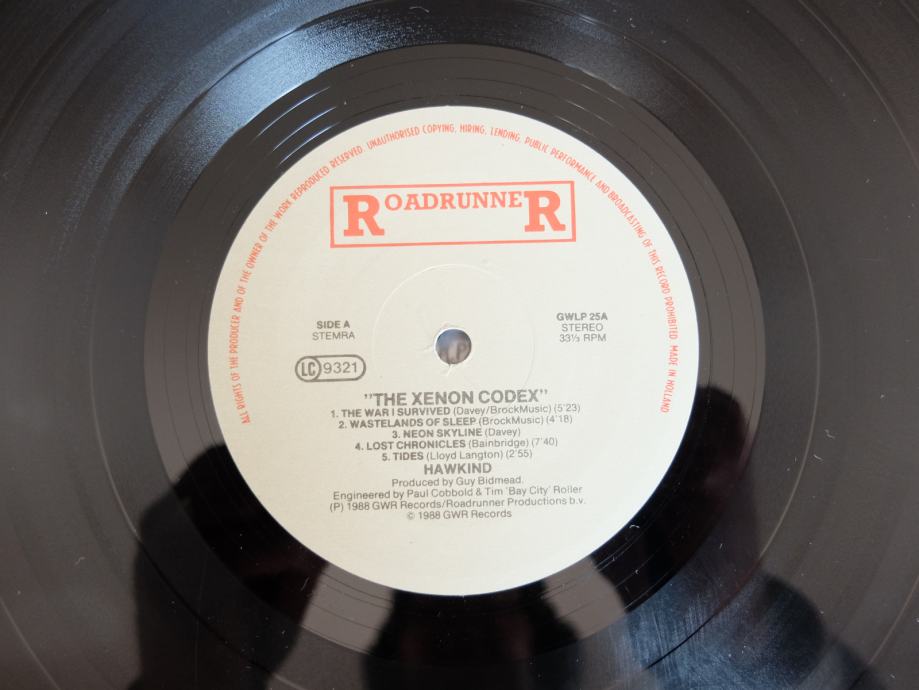 ALL RIGHTS OF THE PRODUCER AND OF THE OWNER OF THE WORK REPRODUCED RESERVED. UNAUTHORISED COPYING, HIRING, LENDING, PUBLIC PERFORMANCE AND BROADCASTING OF THIS RECORD PROHIBITED. MADE IN HOLLAND
ROADRUNNER
SIDE A
STEMRA
LC 9321
GWLP 25A
STEREO
33⅓ RPM
"THE XENON CODEX"
1. THE WAR I SURVIVED (Davey/BrockMusic) (5'23)
2. WASTELANDS OF SLEEP (BrockMusic) (4'18)
3. NEON SKYLINE (Davey)
4. LOST CHRONICLES (Bainbridge) (7'40)
5. TIDES (Lloyd Langton) (2'55)
HAWKIND
Produced by Guy Bidmead.
Engineered by Paul Cobbold & Tim 'Bay City' Roller
(P) 1988 GWR Records/Roadrunner Productions b.v.
© 1988 GWR Records